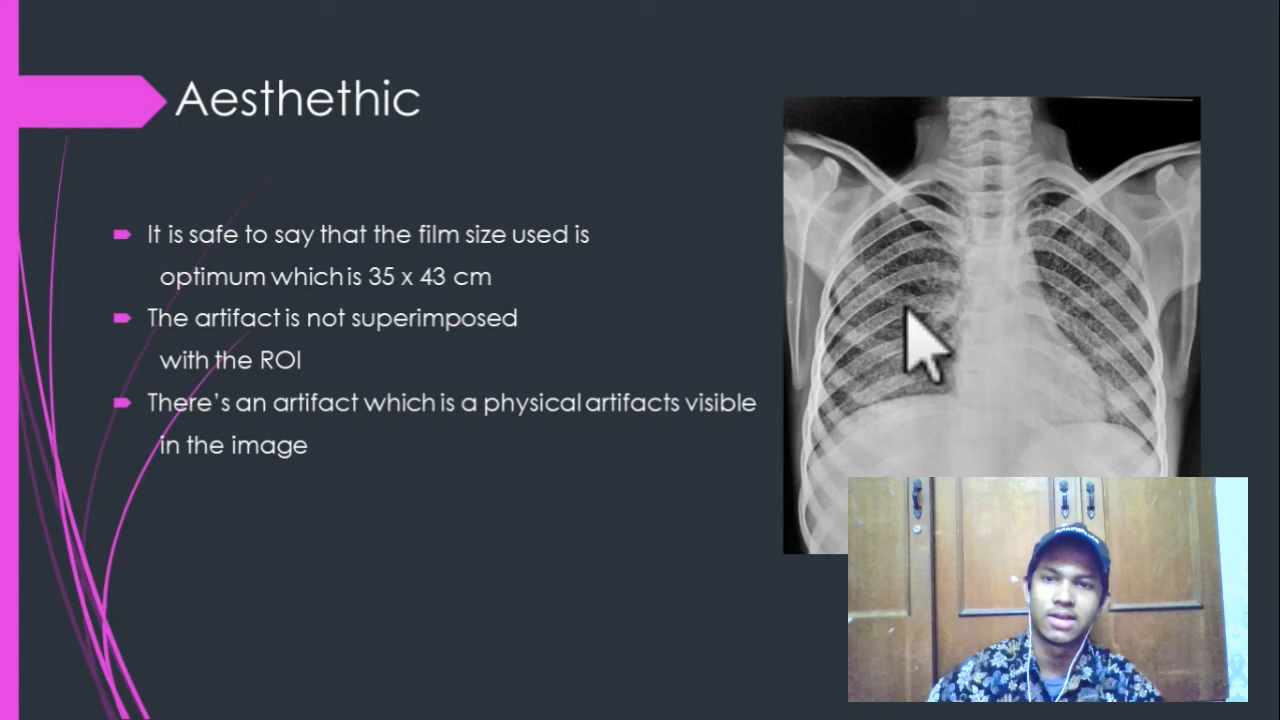 Aesthethic
It is safe to say that the film size used is
optimum which is 35 x 43 cm
The artifact is not superimposed
with the ROI
There's an artifact which is a physical artifacts visible
in the image